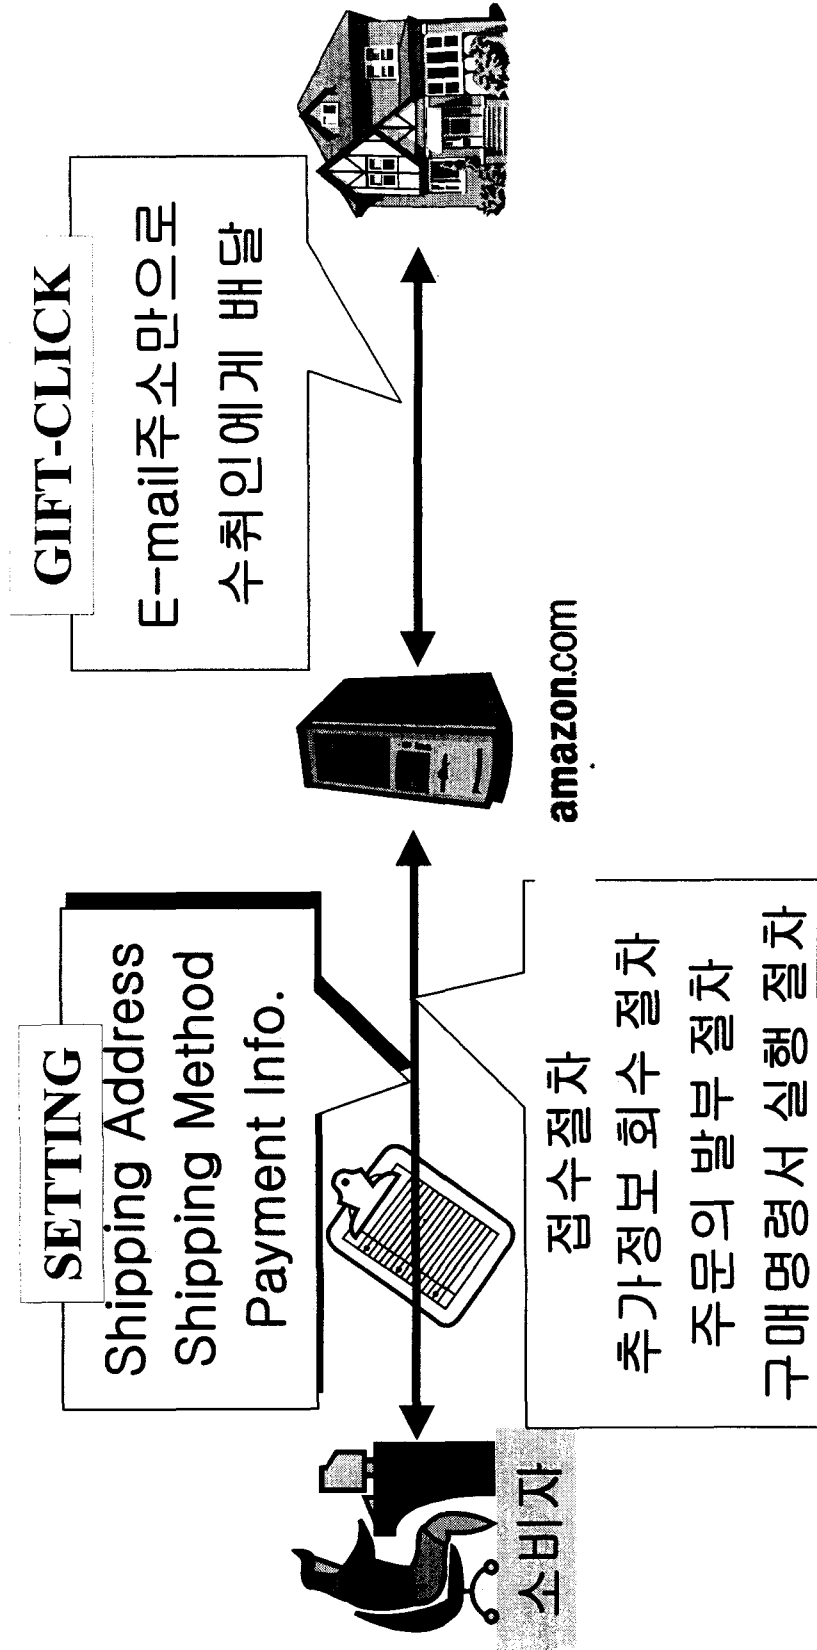 SETTING
Shipping Address
Shipping Method
Payment Info.
GIFT-CLICK
E-mail주소만으로
수취인에게 배달
소비자
amazon.com
접수절차
추가정보 회수 절차
주문의 발부 절차
구매명령서 실행 절차